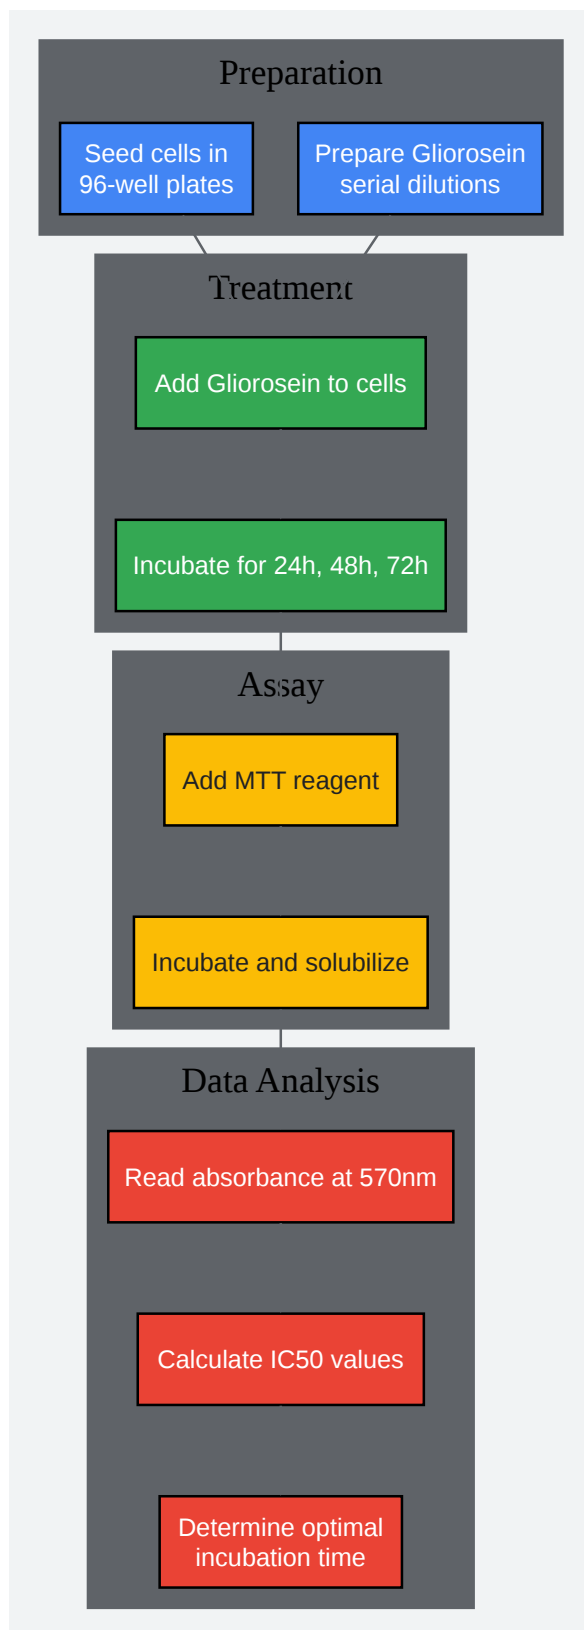 Preparation
Seed cells in
96-well plates
Prepare Gliorosein
serial dilutions
Treatment
Add Gliorosein to cells
Incubate for 24h, 48h, 72h
Assay
Add MTT reagent
Incubate and solubilize
Data Analysis
Read absorbance at 570nm
Calculate IC50 values
Determine optimal
incubation time